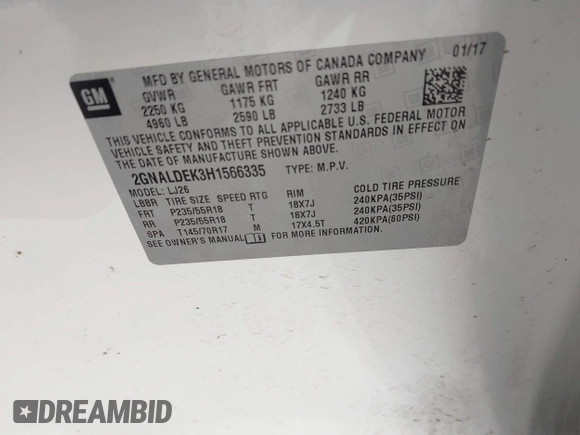 GM
MFD BY GENERAL MOTORS OF CANADA COMPANY 01/17
GVWR GAWR FRT GAWR RR
2250 KG 1175 KG 1240 KG
4960 LB 2590 LB 2733 LB
THIS VEHICLE CONFORMS TO ALL APPLICABLE U.S. FEDERAL MOTOR
VEHICLE SAFETY, BUMPER, AND THEFT PREVENTION STANDARDS IN EFFECT
ON THE DATE OF MANUFACTURE SHOWN ABOVE.
2GNALDEK3H1566335 TYPE: M.P.V.
MODEL: LJ26
LBBR TIRE SIZE SPEED RTG RIM COLD TIRE PRESSURE
FRT P235/55R18 T 18X7J 240KPA(35PSI)
RR P235/55R18 T 18X7J 240KPA(35PSI)
SPA T145/70R17 M 17X4.5T 420KPA(60PSI)
SEE OWNER'S MANUAL FOR MORE INFORMATION.
DREAMBID